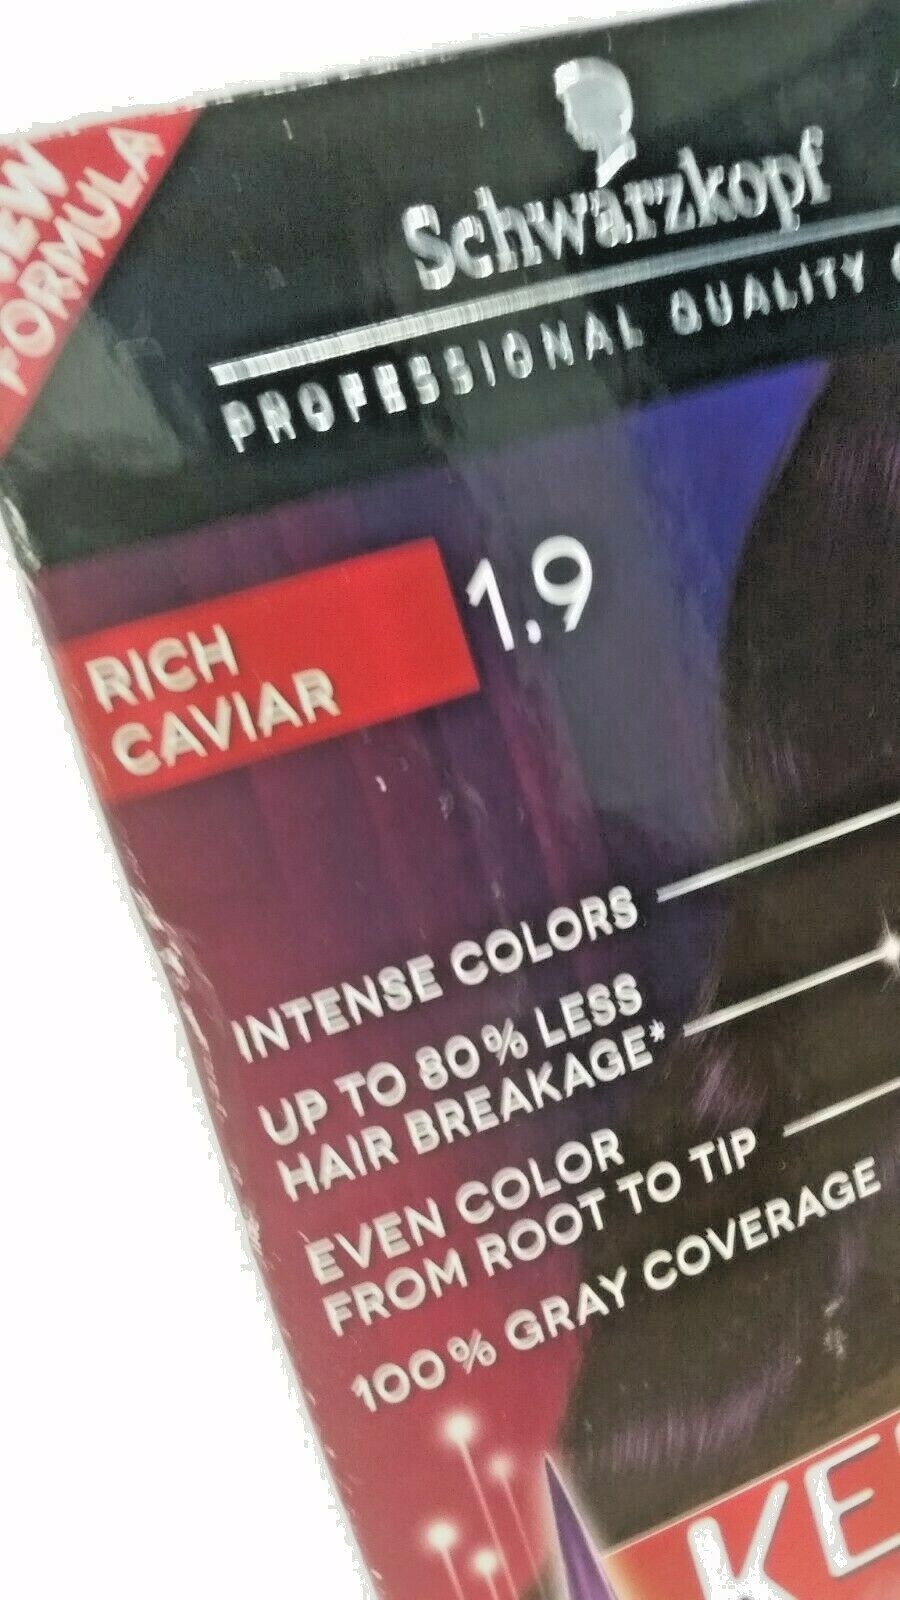 NEW
FORMULA
Schwarzkopf
PROFESSIONAL QUALITY
RICH
CAVIAR
1.9
INTENSE COLORS
UP TO 80% LESS
HAIR BREAKAGE*
EVEN COLOR
FROM ROOT TO TIP
100% GRAY COVERAGE
KE